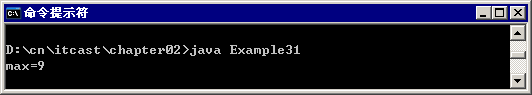 命令提示符
D:\cn\itcast\chapter02>java Example31
max=9